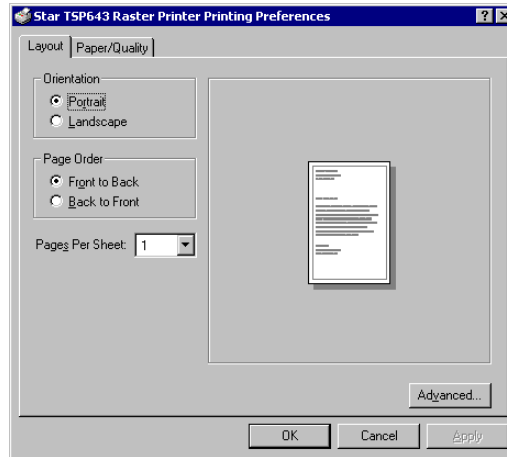 Star TSP643 Raster Printer Printing Preferences
Layout
Paper/Quality
Orientation
Portrait
Landscape
Page Order
Front to Back
Back to Front
Pages Per Sheet: 1
Advanced...
OK
Cancel
Apply